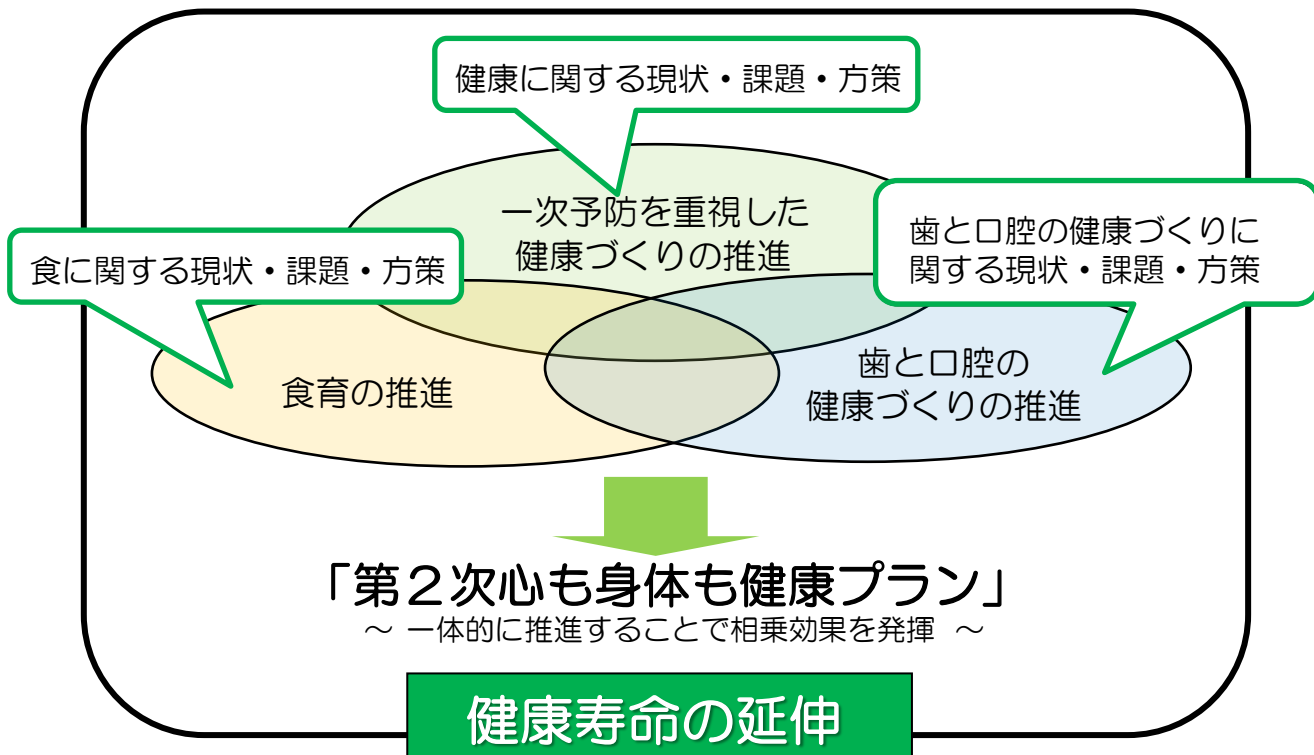 健康に関する現状・課題・方策
一次予防を重視した
健康づくりの推進
食に関する現状・課題・方策
歯と口腔の健康づくりに
関する現状・課題・方策
食育の推進
歯と口腔の
健康づくりの推進
「第２次心も身体も健康プラン」
～ 一体的に推進することで相乗効果を発揮 ～
健康寿命の延伸